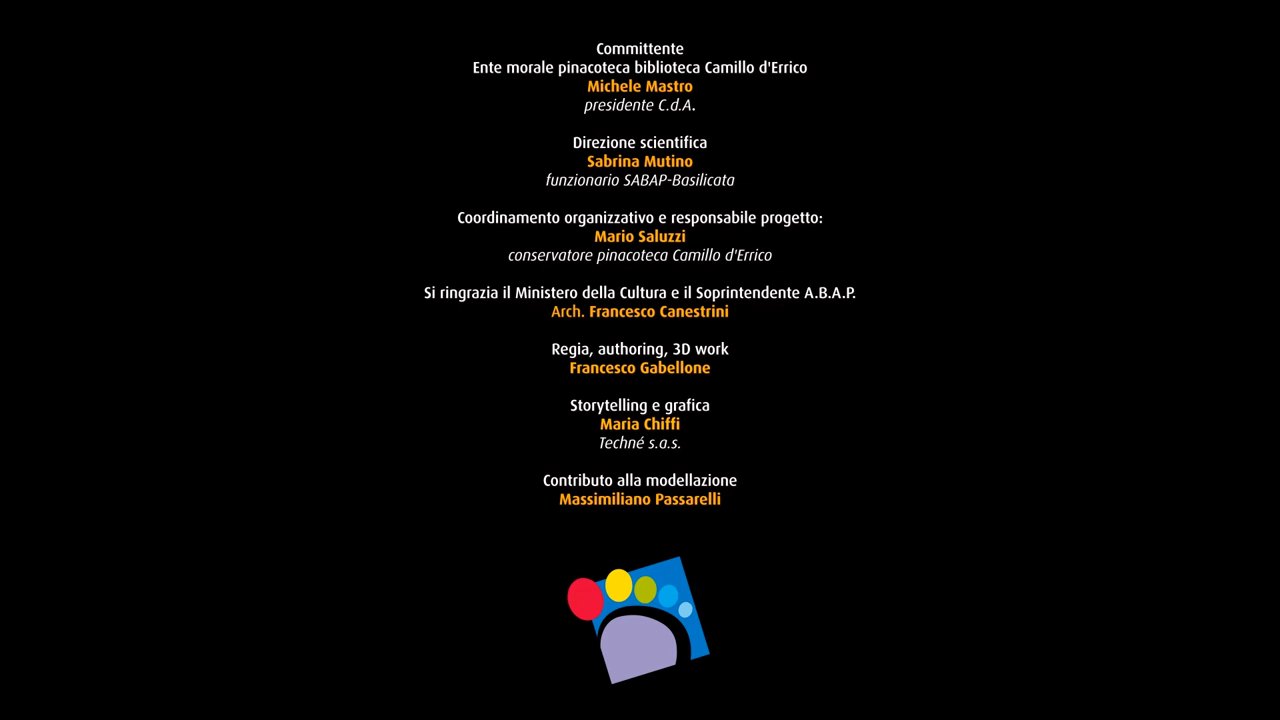 Committente
Ente morale pinacoteca biblioteca Camillo d'Errico
Michele Mastro
presidente C.d.A.
Direzione scientifica
Sabrina Mutino
funzionario SABAP-Basilicata
Coordinamento organizzativo e responsabile progetto:
Mario Saluzzi
conservatore pinacoteca Camillo d'Errico
Si ringrazia il Ministero della Cultura e il Soprintendente A.B.A.P.
Arch. Francesco Canestrini
Regia, authoring, 3D work
Francesco Gabellone
Storytelling e grafica
Maria Chiffi
Techné s.a.s.
Contributo alla modellazione
Massimiliano Passarelli